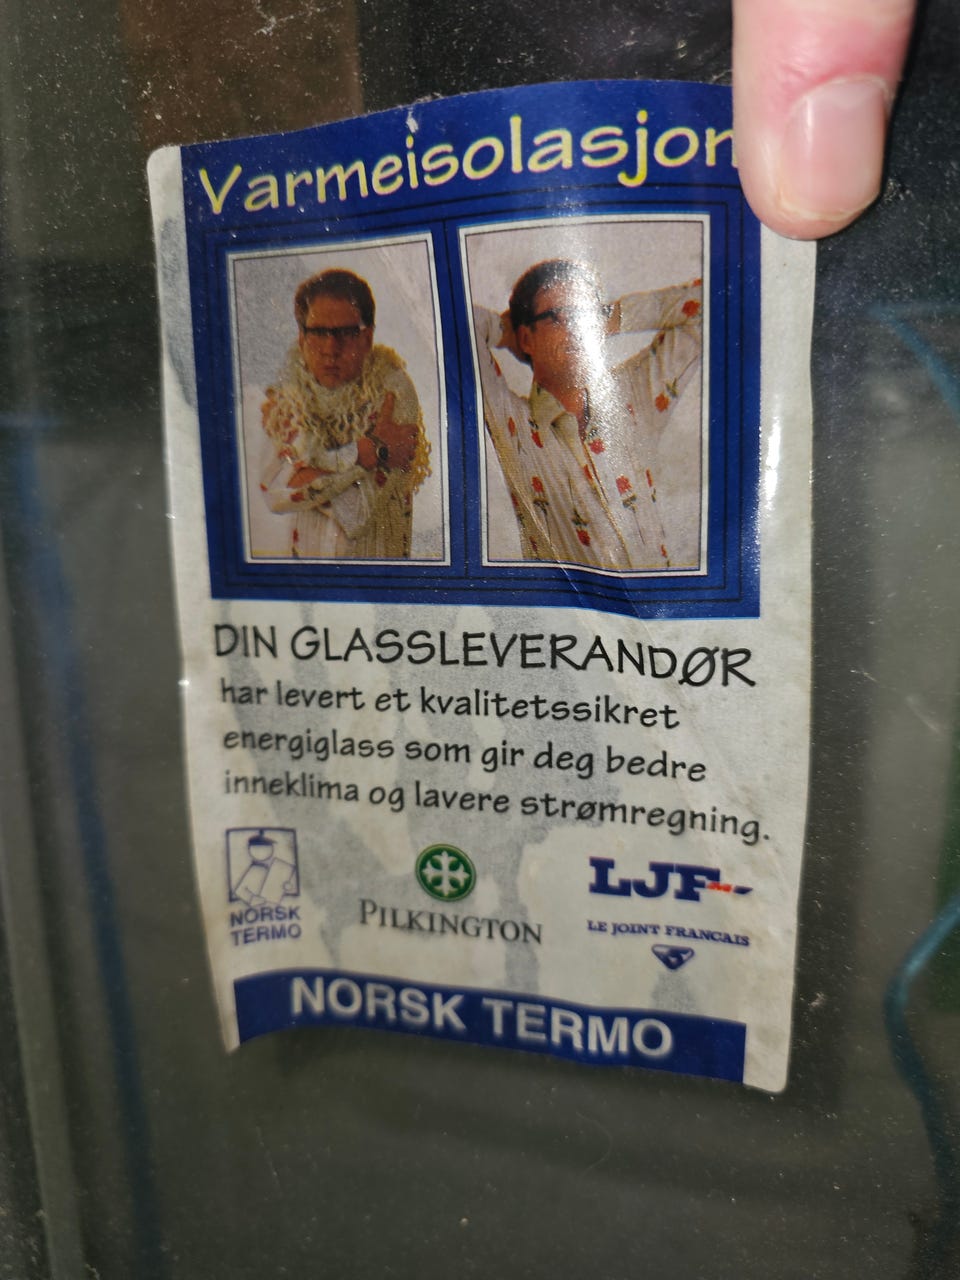 Varmeisolasjon
DIN GLASSLEVERANDØR
har levert et kvalitetssikret
energiglass som gir deg bedre
inneklima og lavere strømregning.
NORSK
TERMO
PILKINGTON
LJF
LE JOINT FRANCAIS
NORSK TERMO